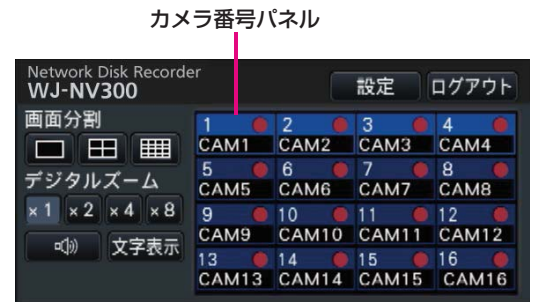 カメラ番号パネル
Network Disk Recorder
WJ-NV300
設定 ログアウト
画面分割
デジタルズーム
×1 ×2 ×4 ×8
文字表示
1 2 3 4
CAM1 CAM2 CAM3 CAM4
5 6 7 8
CAM5 CAM6 CAM7 CAM8
9 10 11 12
CAM9 CAM10 CAM11 CAM12
13 14 15 16
CAM13 CAM14 CAM15 CAM16